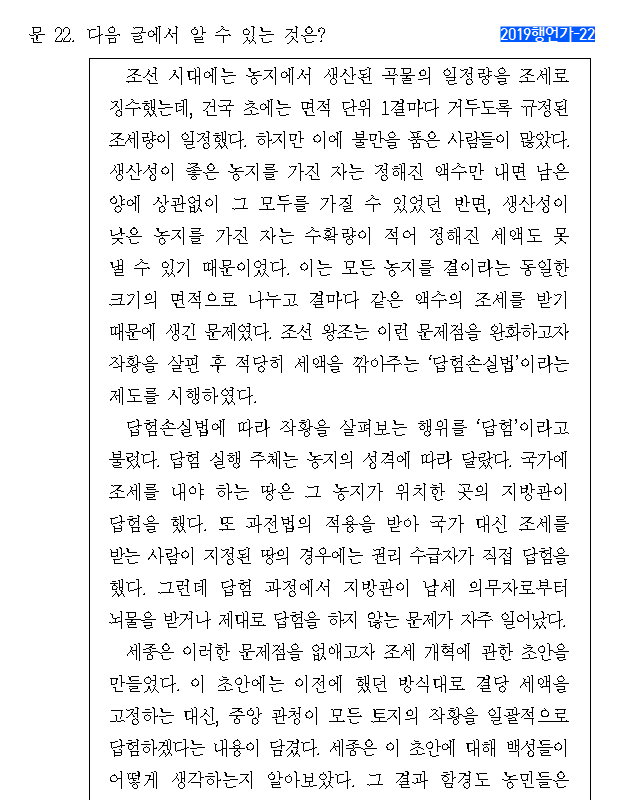 문 22. 다음 글에서 알 수 있는 것은?
2019행언가-22
조선 시대에는 농지에서 생산된 곡물의 일정량을 조세로
징수했는데, 건국 초에는 면적 단위 1결마다 거두도록 규정된
조세량이 일정했다. 하지만 이에 불만을 품은 사람들이 많았다.
생산성이 좋은 농지를 가진 자는 정해진 액수만 내면 남은
양에 상관없이 그 모두를 가질 수 있었던 반면, 생산성이
낮은 농지를 가진 자는 수확량이 적어 정해진 세액도 못
낼 수 있기 때문이었다. 이는 모든 농지를 결이라는 동일한
크기의 면적으로 나누고 결마다 같은 액수의 조세를 받기
때문에 생긴 문제였다. 조선 왕조는 이런 문제점을 완화하고자
작황을 살핀 후 적당히 세액을 깎아주는 ‘답험손실법’이라는
제도를 시행하였다.
답험손실법에 따라 작황을 살펴보는 행위를 ‘답험’이라고
불렀다. 답험 실행 주체는 농지의 성격에 따라 달랐다. 국가에
조세를 내야 하는 땅은 그 농지가 위치한 곳의 지방관이
답험을 했다. 또 과전법의 적용을 받아 국가 대신 조세를
받는 사람이 지정된 땅의 경우에는 권리 수급자가 직접 답험을
했다. 그런데 답험 과정에서 지방관이 납세 의무자로부터
뇌물을 받거나 제대로 답험을 하지 않는 문제가 자주 일어났다.
세종은 이러한 문제점을 없애고자 조세 개혁에 관한 초안을
만들었다. 이 초안에는 이전에 했던 방식대로 결당 세액을
고정하는 대신, 중앙 관청이 모든 토지의 작황을 일괄적으로
답험하겠다는 내용이 담겼다. 세종은 이 초안에 대해 백성들이
어떻게 생각하는지 알아보았다. 그 결과 함경도 농민들은